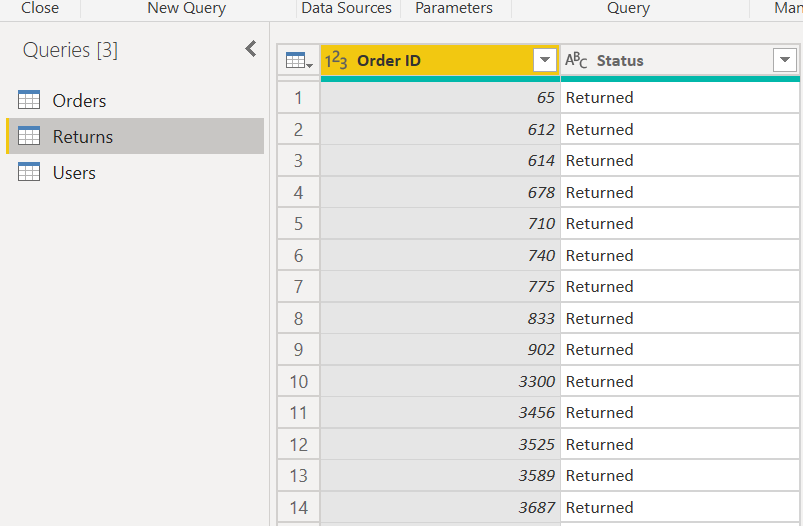 Close New Query Data Sources Parameters Query
Queries [3]
Orders
Returns
Users
123 Order ID ABC Status
1 65 Returned
2 612 Returned
3 614 Returned
4 678 Returned
5 710 Returned
6 740 Returned
7 775 Returned
8 833 Returned
9 902 Returned
10 3300 Returned
11 3456 Returned
12 3525 Returned
13 3589 Returned
14 3687 Returned